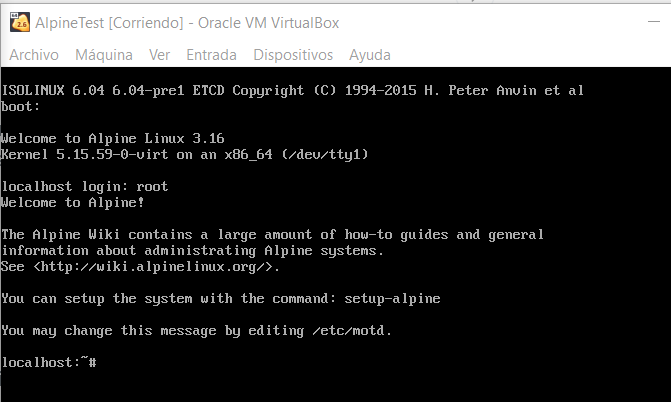 AlpineTest [Corriendo] - Oracle VM VirtualBox
Archivo Máquina Ver Entrada Dispositivos Ayuda
ISOLINUX 6.04 6.04-pre1 ETCD Copyright (C) 1994-2015 H. Peter Anvin et al
boot:
Welcome to Alpine Linux 3.16
Kernel 5.15.59-0-virt on an x86_64 (/dev/tty1)
localhost login: root
Welcome to Alpine!
The Alpine Wiki contains a large amount of how-to guides and general
information about administrating Alpine systems.
See <http://wiki.alpinelinux.org/>.
You can setup the system with the command: setup-alpine
You may change this message by editing /etc/motd.
localhost:~#